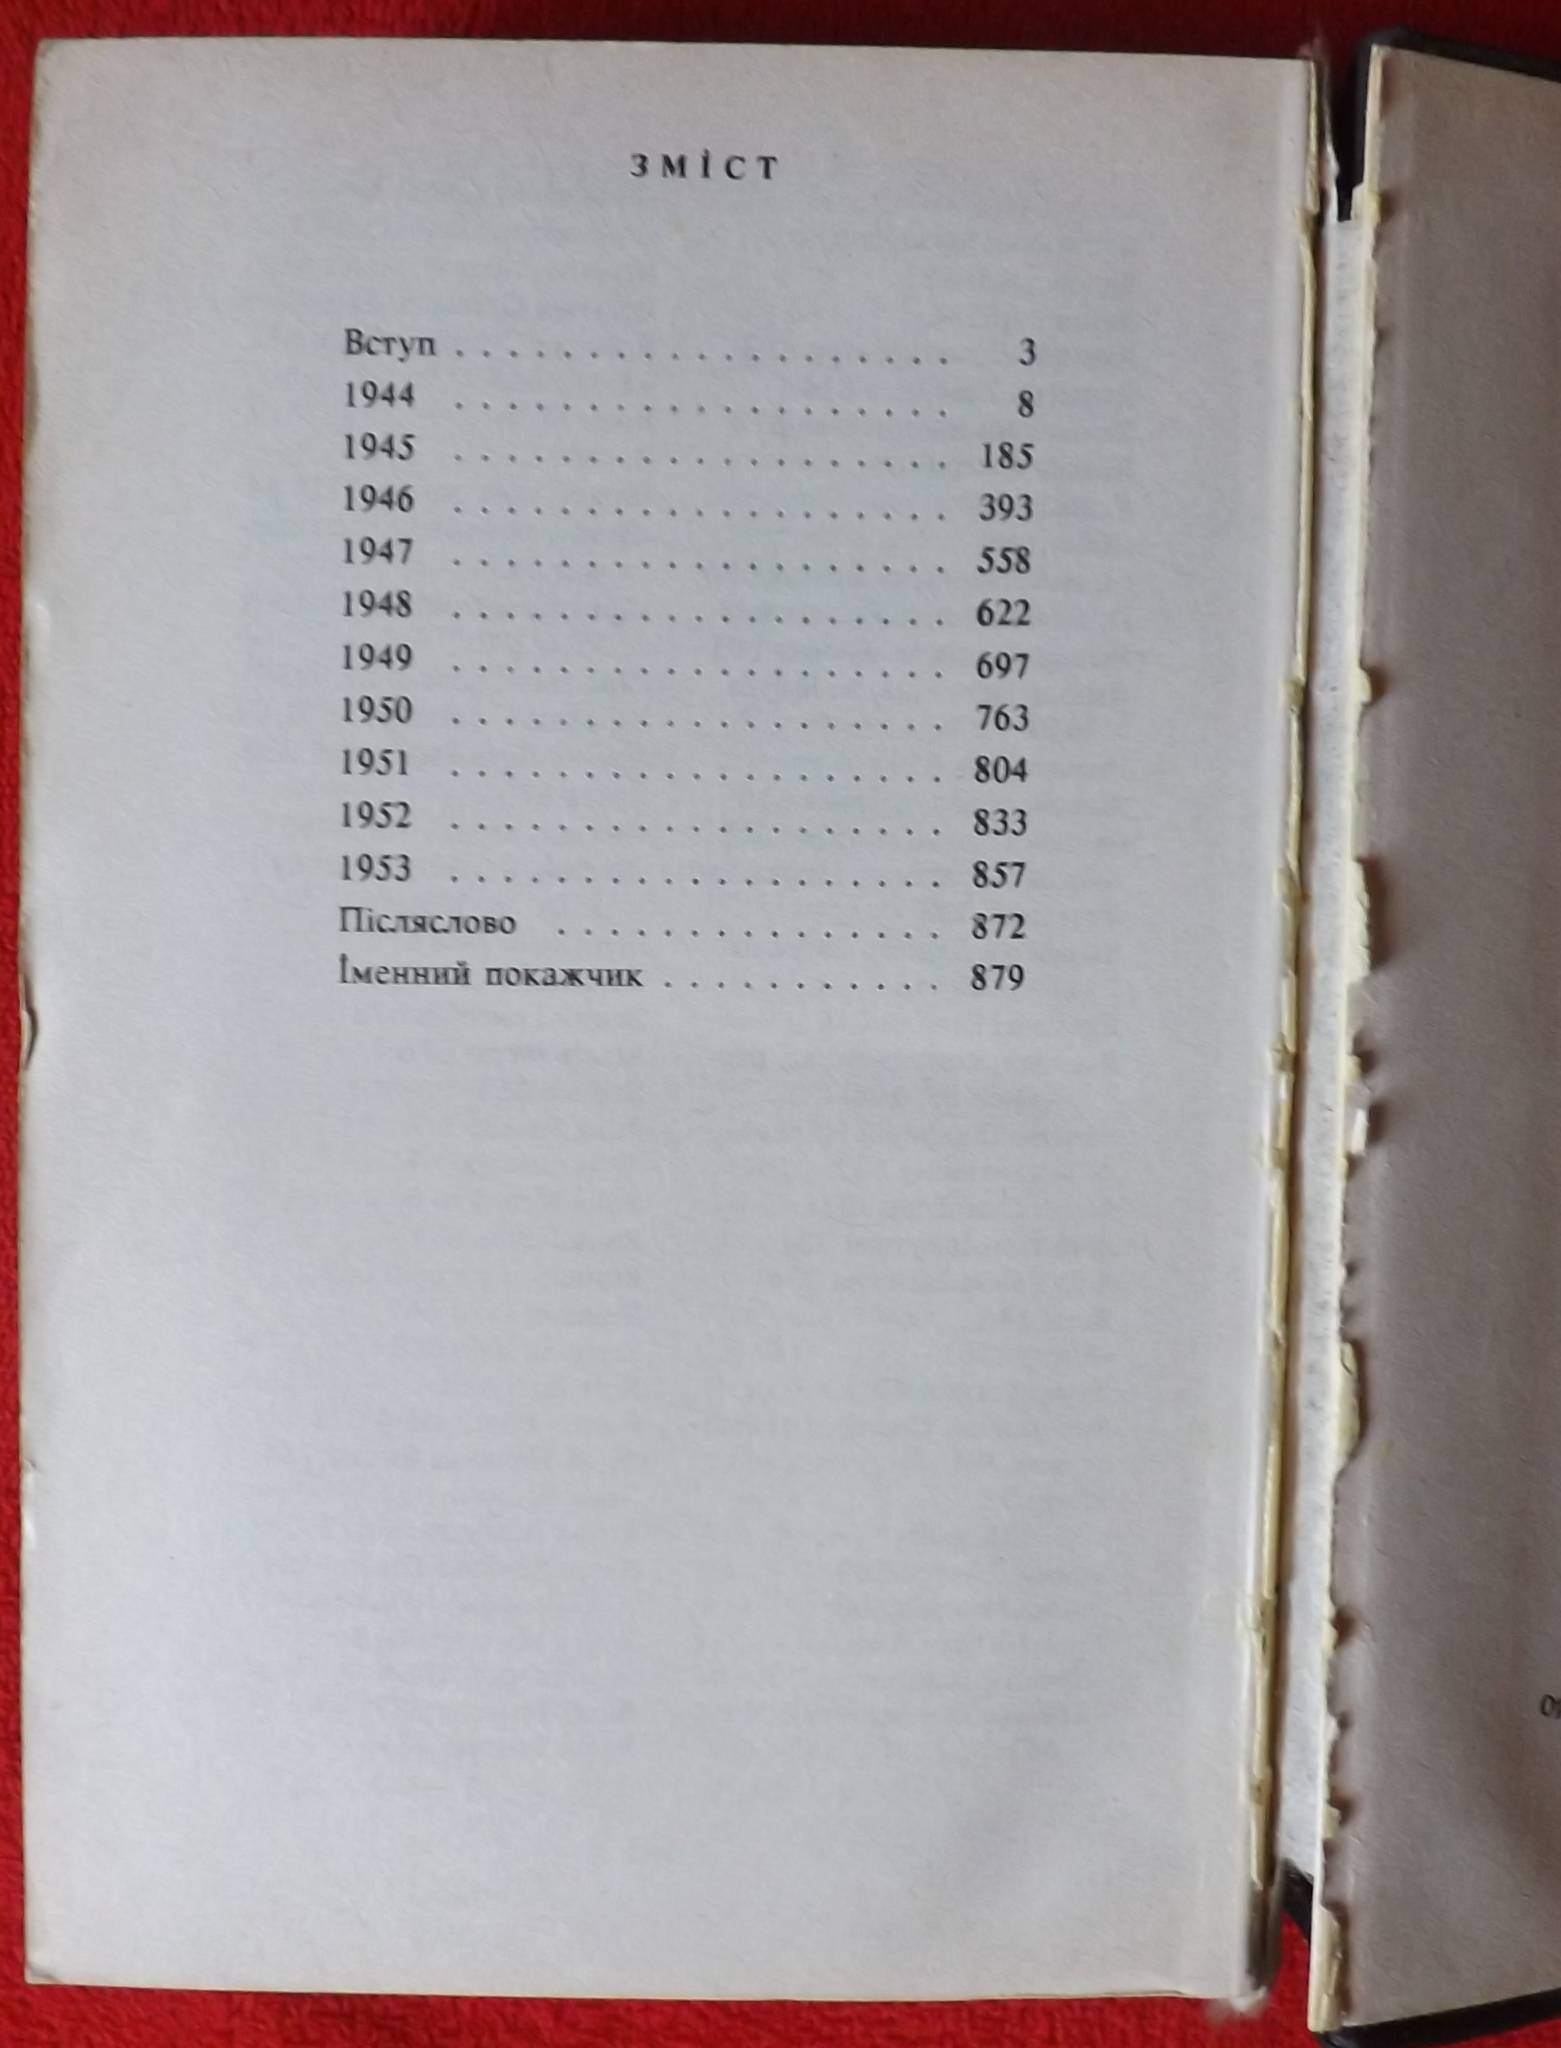 ЗМІСТ
Вступ . . . . . . . . . . . . . . . . . . . 3
1944 . . . . . . . . . . . . . . . . . . . 8
1945 . . . . . . . . . . . . . . . . . . . 185
1946 . . . . . . . . . . . . . . . . . . . 393
1947 . . . . . . . . . . . . . . . . . . . 558
1948 . . . . . . . . . . . . . . . . . . . 622
1949 . . . . . . . . . . . . . . . . . . . 697
1950 . . . . . . . . . . . . . . . . . . . 763
1951 . . . . . . . . . . . . . . . . . . . 804
1952 . . . . . . . . . . . . . . . . . . . 833
1953 . . . . . . . . . . . . . . . . . . . 857
Післяслово . . . . . . . . . . . . . . . 872
Іменний покажчик . . . . . . . . . . . 879